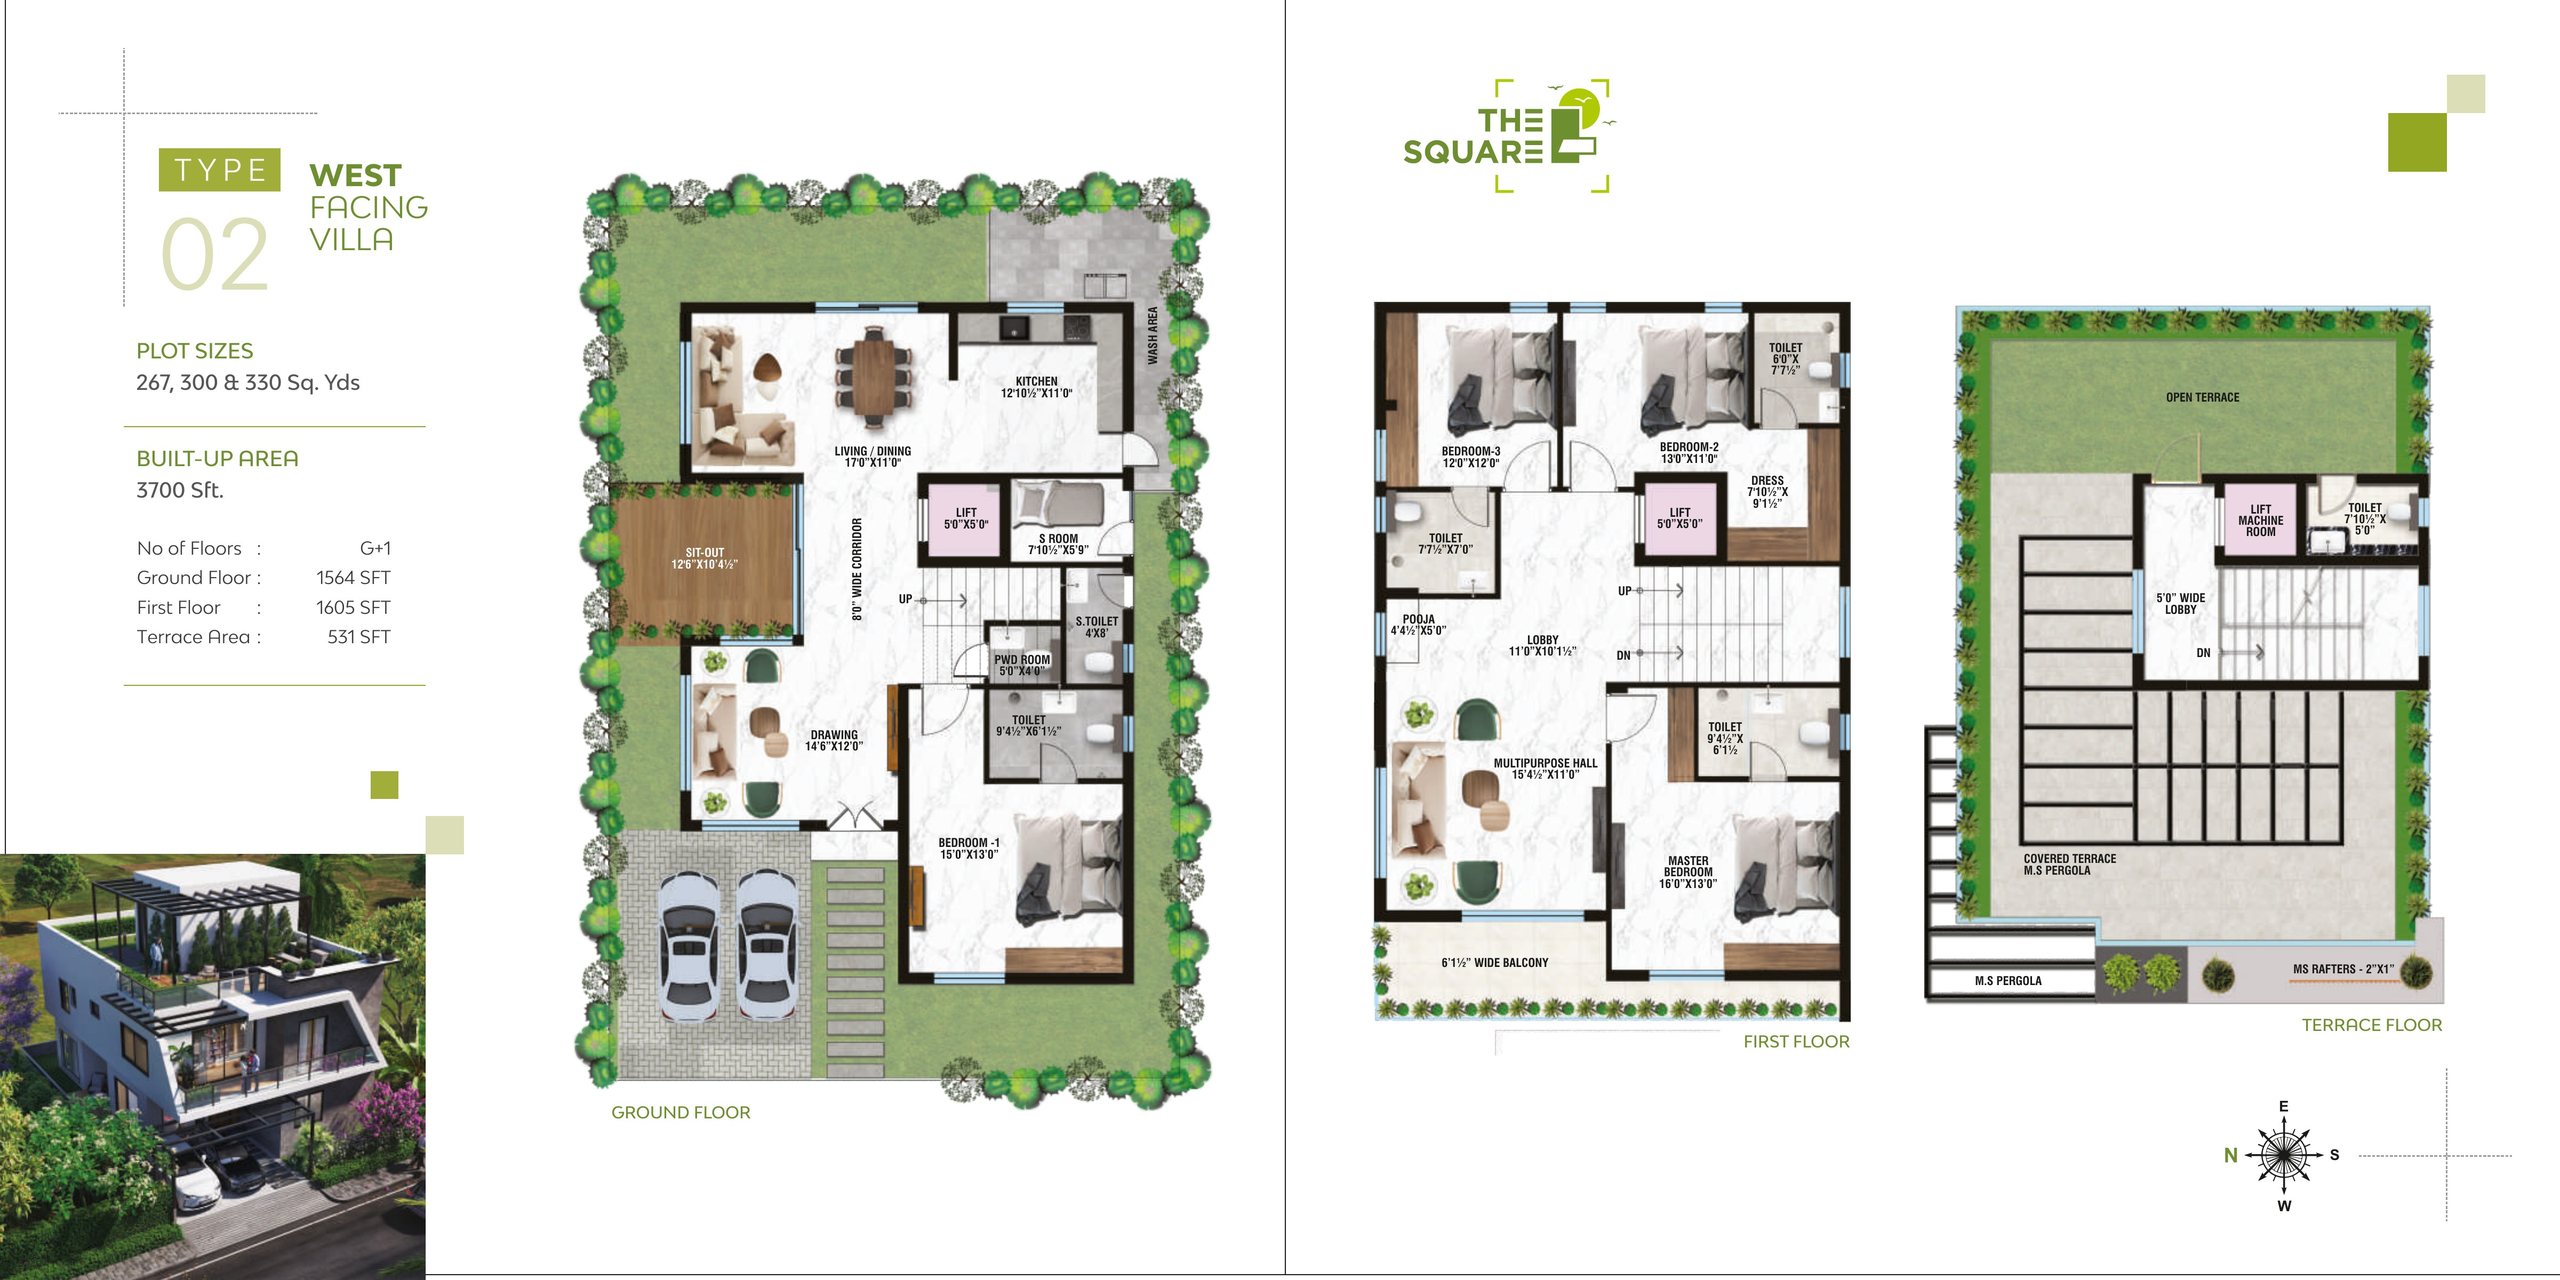 TYPE
02
WEST
FACING
VILLA
PLOT SIZES
267, 300 & 330 Sq. Yds
BUILT-UP AREA
3700 Sft.
No of Floors : G+1
Ground Floor : 1564 SFT
First Floor : 1605 SFT
Terrace Area : 531 SFT
WASH AREA
KITCHEN
12'10½"X11'0"
LIVING / DINING
17'0"X11'0"
LIFT
5'0"X5'0"
S ROOM
7'10½"X5'9"
SIT-OUT
12'6"X10'4½"
8'0" WIDE CORRIDOR
UP
S.TOILET
4'X8'
PWD ROOM
5'0"X4'0"
TOILET
9'4½"X6'1½"
DRAWING
14'6"X12'0"
BEDROOM -1
15'0"X13'0"
GROUND FLOOR
THE
SQUARE
TOILET
6'0"X
7'7½"
BEDROOM-3
12'0"X12'0"
BEDROOM-2
13'0"X11'0"
DRESS
7'10½"X
9'1½"
LIFT
5'0"X5'0"
TOILET
7'7½"X7'0"
UP
POOJA
4'4½"X5'0"
LOBBY
11'0"X10'1½"
DN
TOILET
9'4½"X
6'1½
MULTIPURPOSE HALL
15'4½"X11'0"
MASTER
BEDROOM
16'0"X13'0"
6'1½" WIDE BALCONY
FIRST FLOOR
OPEN TERRACE
LIFT
MACHINE
ROOM
TOILET
7'10½"X
5'0"
5'0" WIDE
LOBBY
DN
COVERED TERRACE
M.S PERGOLA
M.S PERGOLA
MS RAFTERS - 2"X1"
TERRACE FLOOR
E
N
S
W